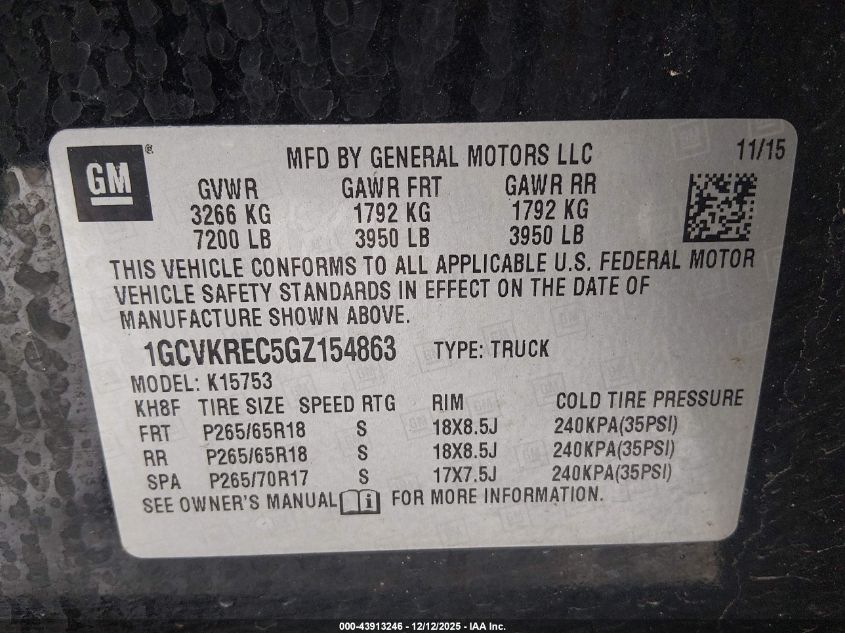 GM®
MFD BY GENERAL MOTORS LLC
11/15
GVWR GAWR FRT GAWR RR
3266 KG 1792 KG 1792 KG
7200 LB 3950 LB 3950 LB
THIS VEHICLE CONFORMS TO ALL APPLICABLE U.S. FEDERAL MOTOR
VEHICLE SAFETY STANDARDS IN EFFECT ON THE DATE OF
MANUFACTURE SHOWN ABOVE.
1GCVKREC5GZ154863 TYPE: TRUCK
MODEL: K15753
KH8F TIRE SIZE SPEED RTG RIM COLD TIRE PRESSURE
FRT P265/65R18 S 18X8.5J 240KPA(35PSI)
RR P265/65R18 S 18X8.5J 240KPA(35PSI)
SPA P265/70R17 S 17X7.5J 240KPA(35PSI)
SEE OWNER'S MANUAL i FOR MORE INFORMATION.
000-43913246 - 12/12/2025 - IAA Inc.